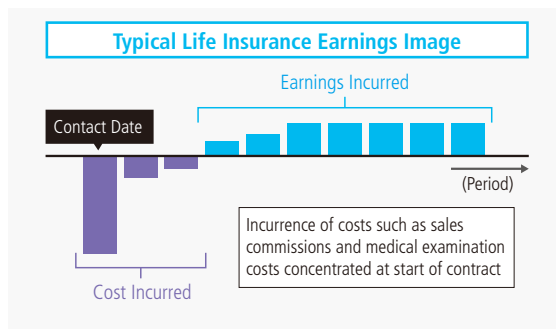 Typical Life Insurance Earnings Image
Earnings Incurred
Contact Date
(Period)
Incurrence of costs such as sales
commissions and medical examination
costs concentrated at start of contract
Cost Incurred